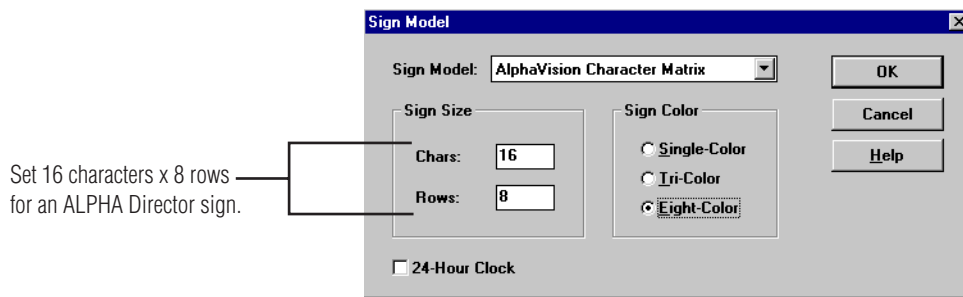 Sign Model
Sign Model: AlphaVision Character Matrix
OK
Sign Size
Sign Color
Cancel
Chars: 16
Single-Color
Help
Set 16 characters x 8 rows
for an ALPHA Director sign.
Tri-Color
Rows: 8
Eight-Color
24-Hour Clock